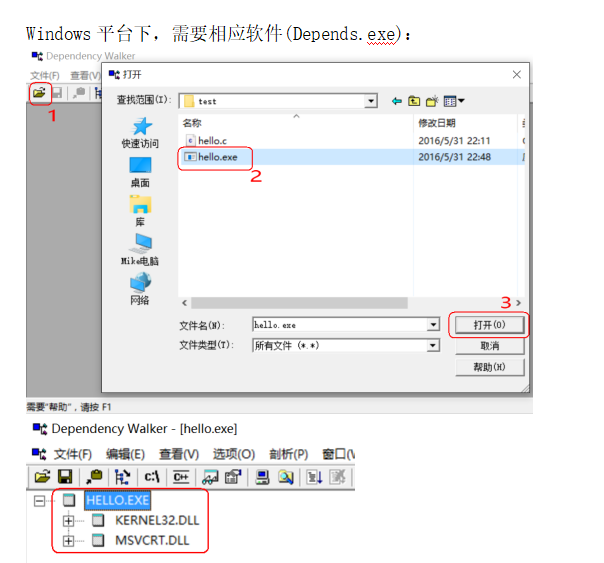 Windows 平台下，需要相应软件(Depends.exe)：
Dependency Walker
文件(F) 查看(V)
打开
1
查找范围(I)：
test
名称
修改日期
快速访问
hello.c
2016/5/31 22:11
hello.exe
2016/5/31 22:48
2
桌面
库
Mike电脑
网络
3
文件名(N)：
hello.exe
打开(O)
文件类型(T)：
所有文件 (*.*)
取消
帮助(H)
需要"帮助"，请按 F1
Dependency Walker - [hello.exe]
文件(F) 编辑(E) 查看(V) 选项(O) 剖析(P) 窗口(
c:\ C++
HELLO.EXE
KERNEL32.DLL
MSVCRT.DLL